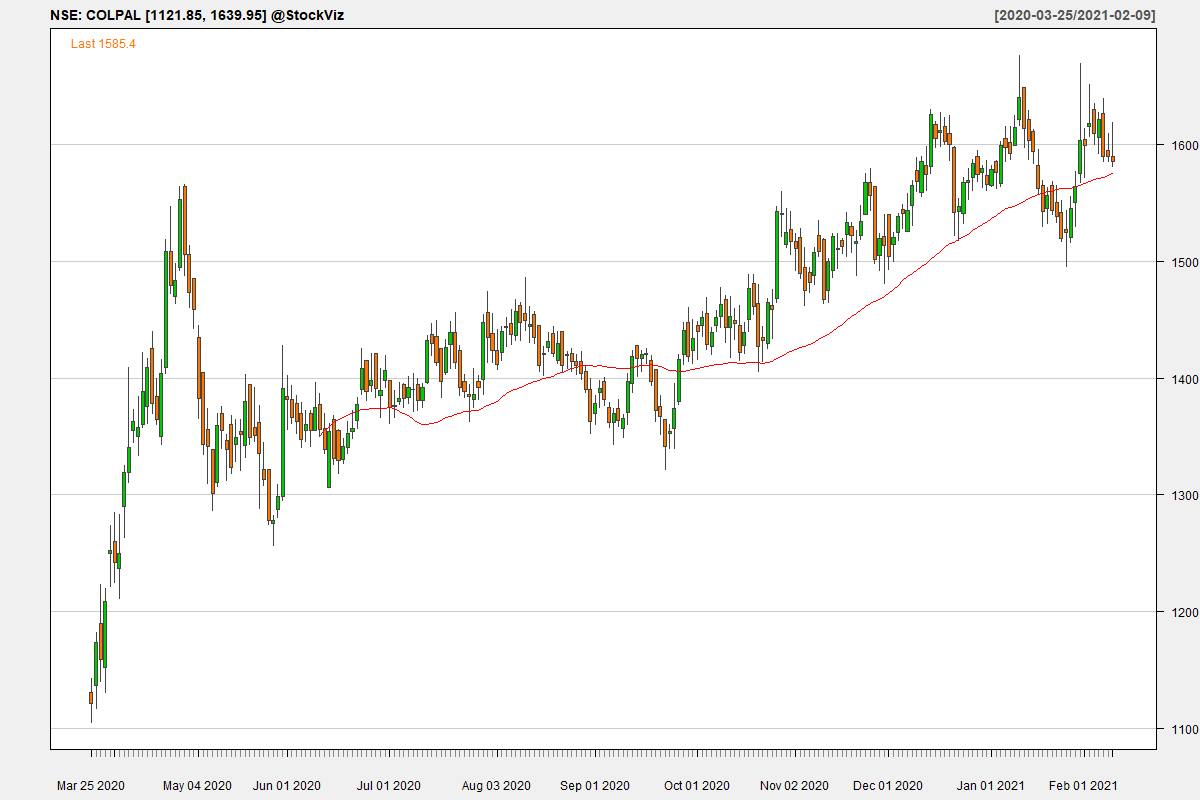 NSE: COLPAL [1121.85, 1639.95] @StockViz [2020-03-25/2021-02-09]
Last 1585.4
1600
1500
1400
1300
1200
1100
Mar 25 2020 May 04 2020 Jun 01 2020 Jul 01 2020 Aug 03 2020 Sep 01 2020 Oct 01 2020 Nov 02 2020 Dec 01 2020 Jan 01 2021 Feb 01 2021